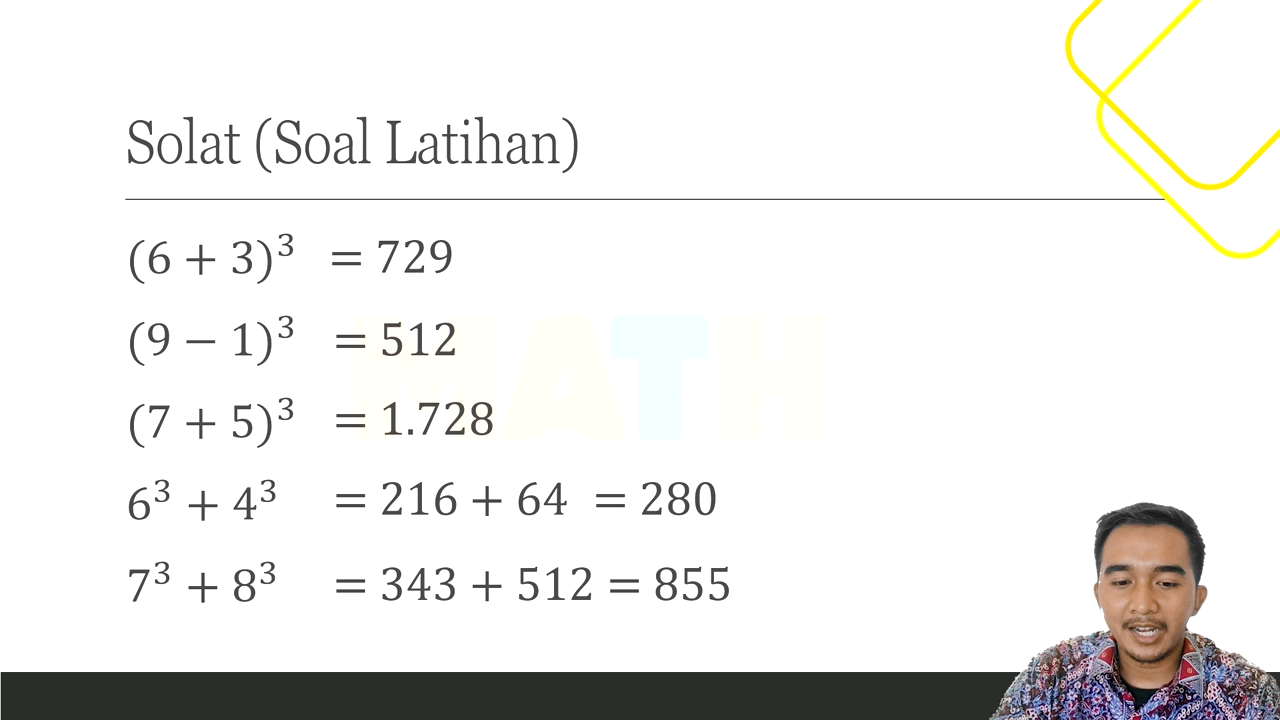 Solat (Soal Latihan)
(6 + 3)³ = 729
(9 − 1)³ = 512
(7 + 5)³ = 1.728
6³ + 4³ = 216 + 64 = 280
7³ + 8³ = 343 + 512 = 855
MATH